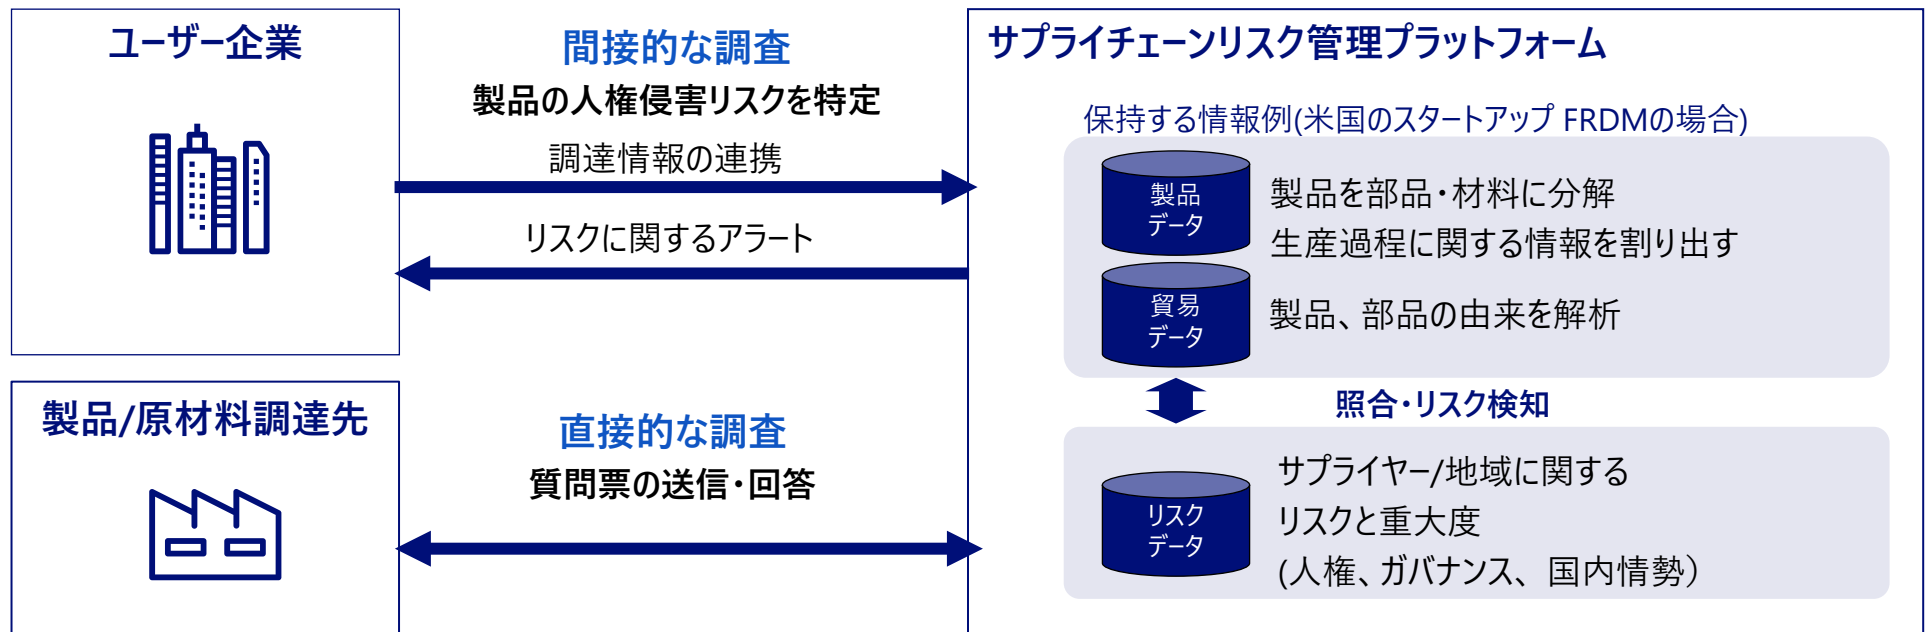 ユーザー企業
間接的な調査
製品の人権侵害リスクを特定
調達情報の連携
リスクに関するアラート
製品/原材料調達先
直接的な調査
質問票の送信・回答
サプライチェーンリスク管理プラットフォーム
保持する情報例(米国のスタートアップ FRDMの場合)
製品
データ
製品を部品・材料に分解
生産過程に関する情報を割り出す
貿易
データ
製品、部品の由来を解析
照合・リスク検知
リスク
データ
サプライヤー/地域に関する
リスクと重大度
(人権、ガバナンス、国内情勢）